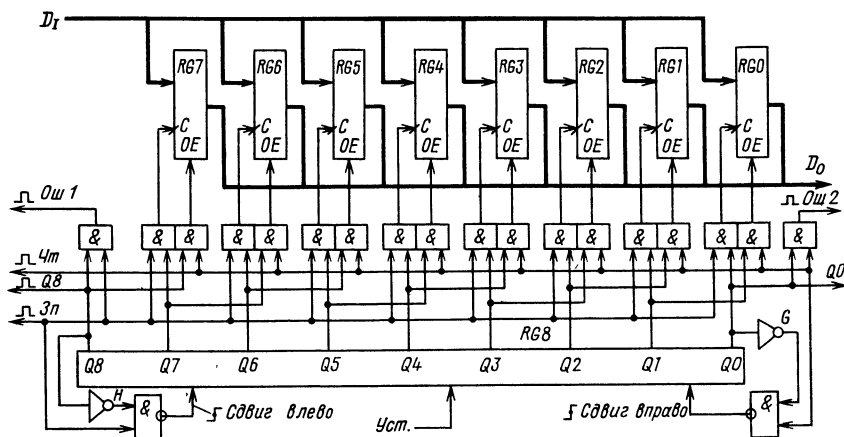 D_I
RG7 RG6 RG5 RG4 RG3 RG2 RG1 RG0
C C C C C C C C
OE OE OE OE OE OE OE OE
D_0
Ош 1 Ош 2
& & & & & & & & & & & & & & & & & &
Чт
Q8 Q0
Зп
RG8 G
Q8 Q7 Q6 Q5 Q4 Q3 Q2 Q1 Q0
H & Сдвиг влево Уст. Сдвиг вправо &